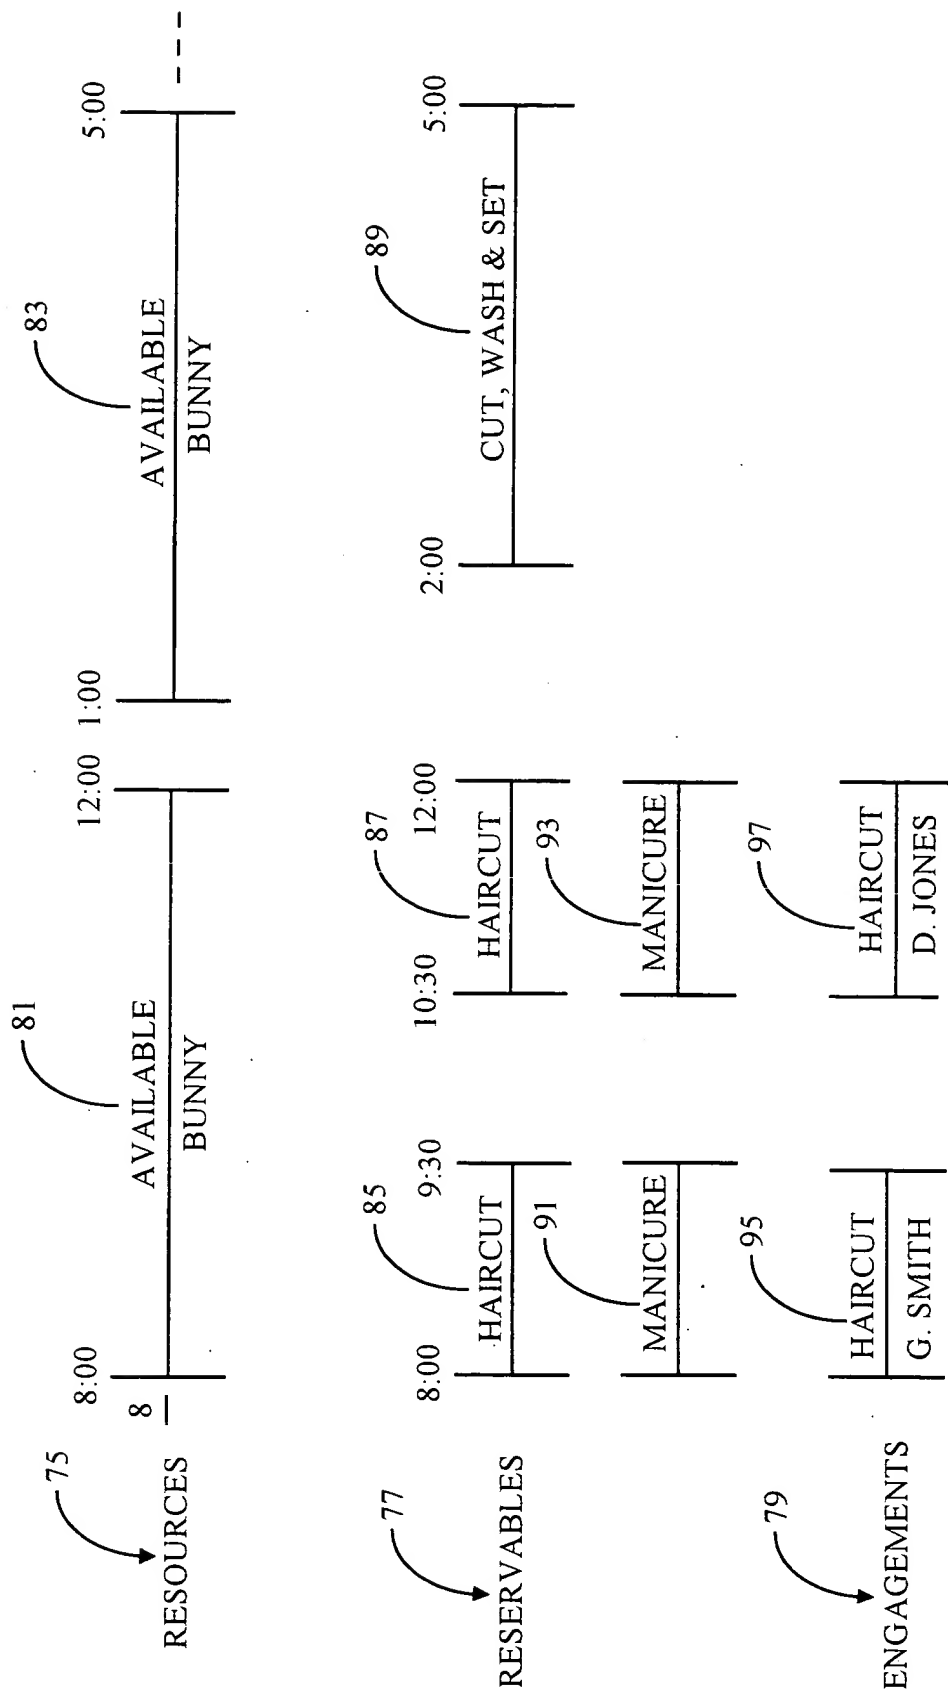 75
RESOURCES
8
8:00
81
AVAILABLE
BUNNY
12:00
1:00
83
AVAILABLE
BUNNY
5:00
77
RESERVABLES
8:00
85
HAIRCUT
9:30
10:30
87
HAIRCUT
12:00
2:00
89
CUT, WASH & SET
5:00
91
MANICURE
93
MANICURE
79
ENGAGEMENTS
95
HAIRCUT
G. SMITH
97
HAIRCUT
D. JONES